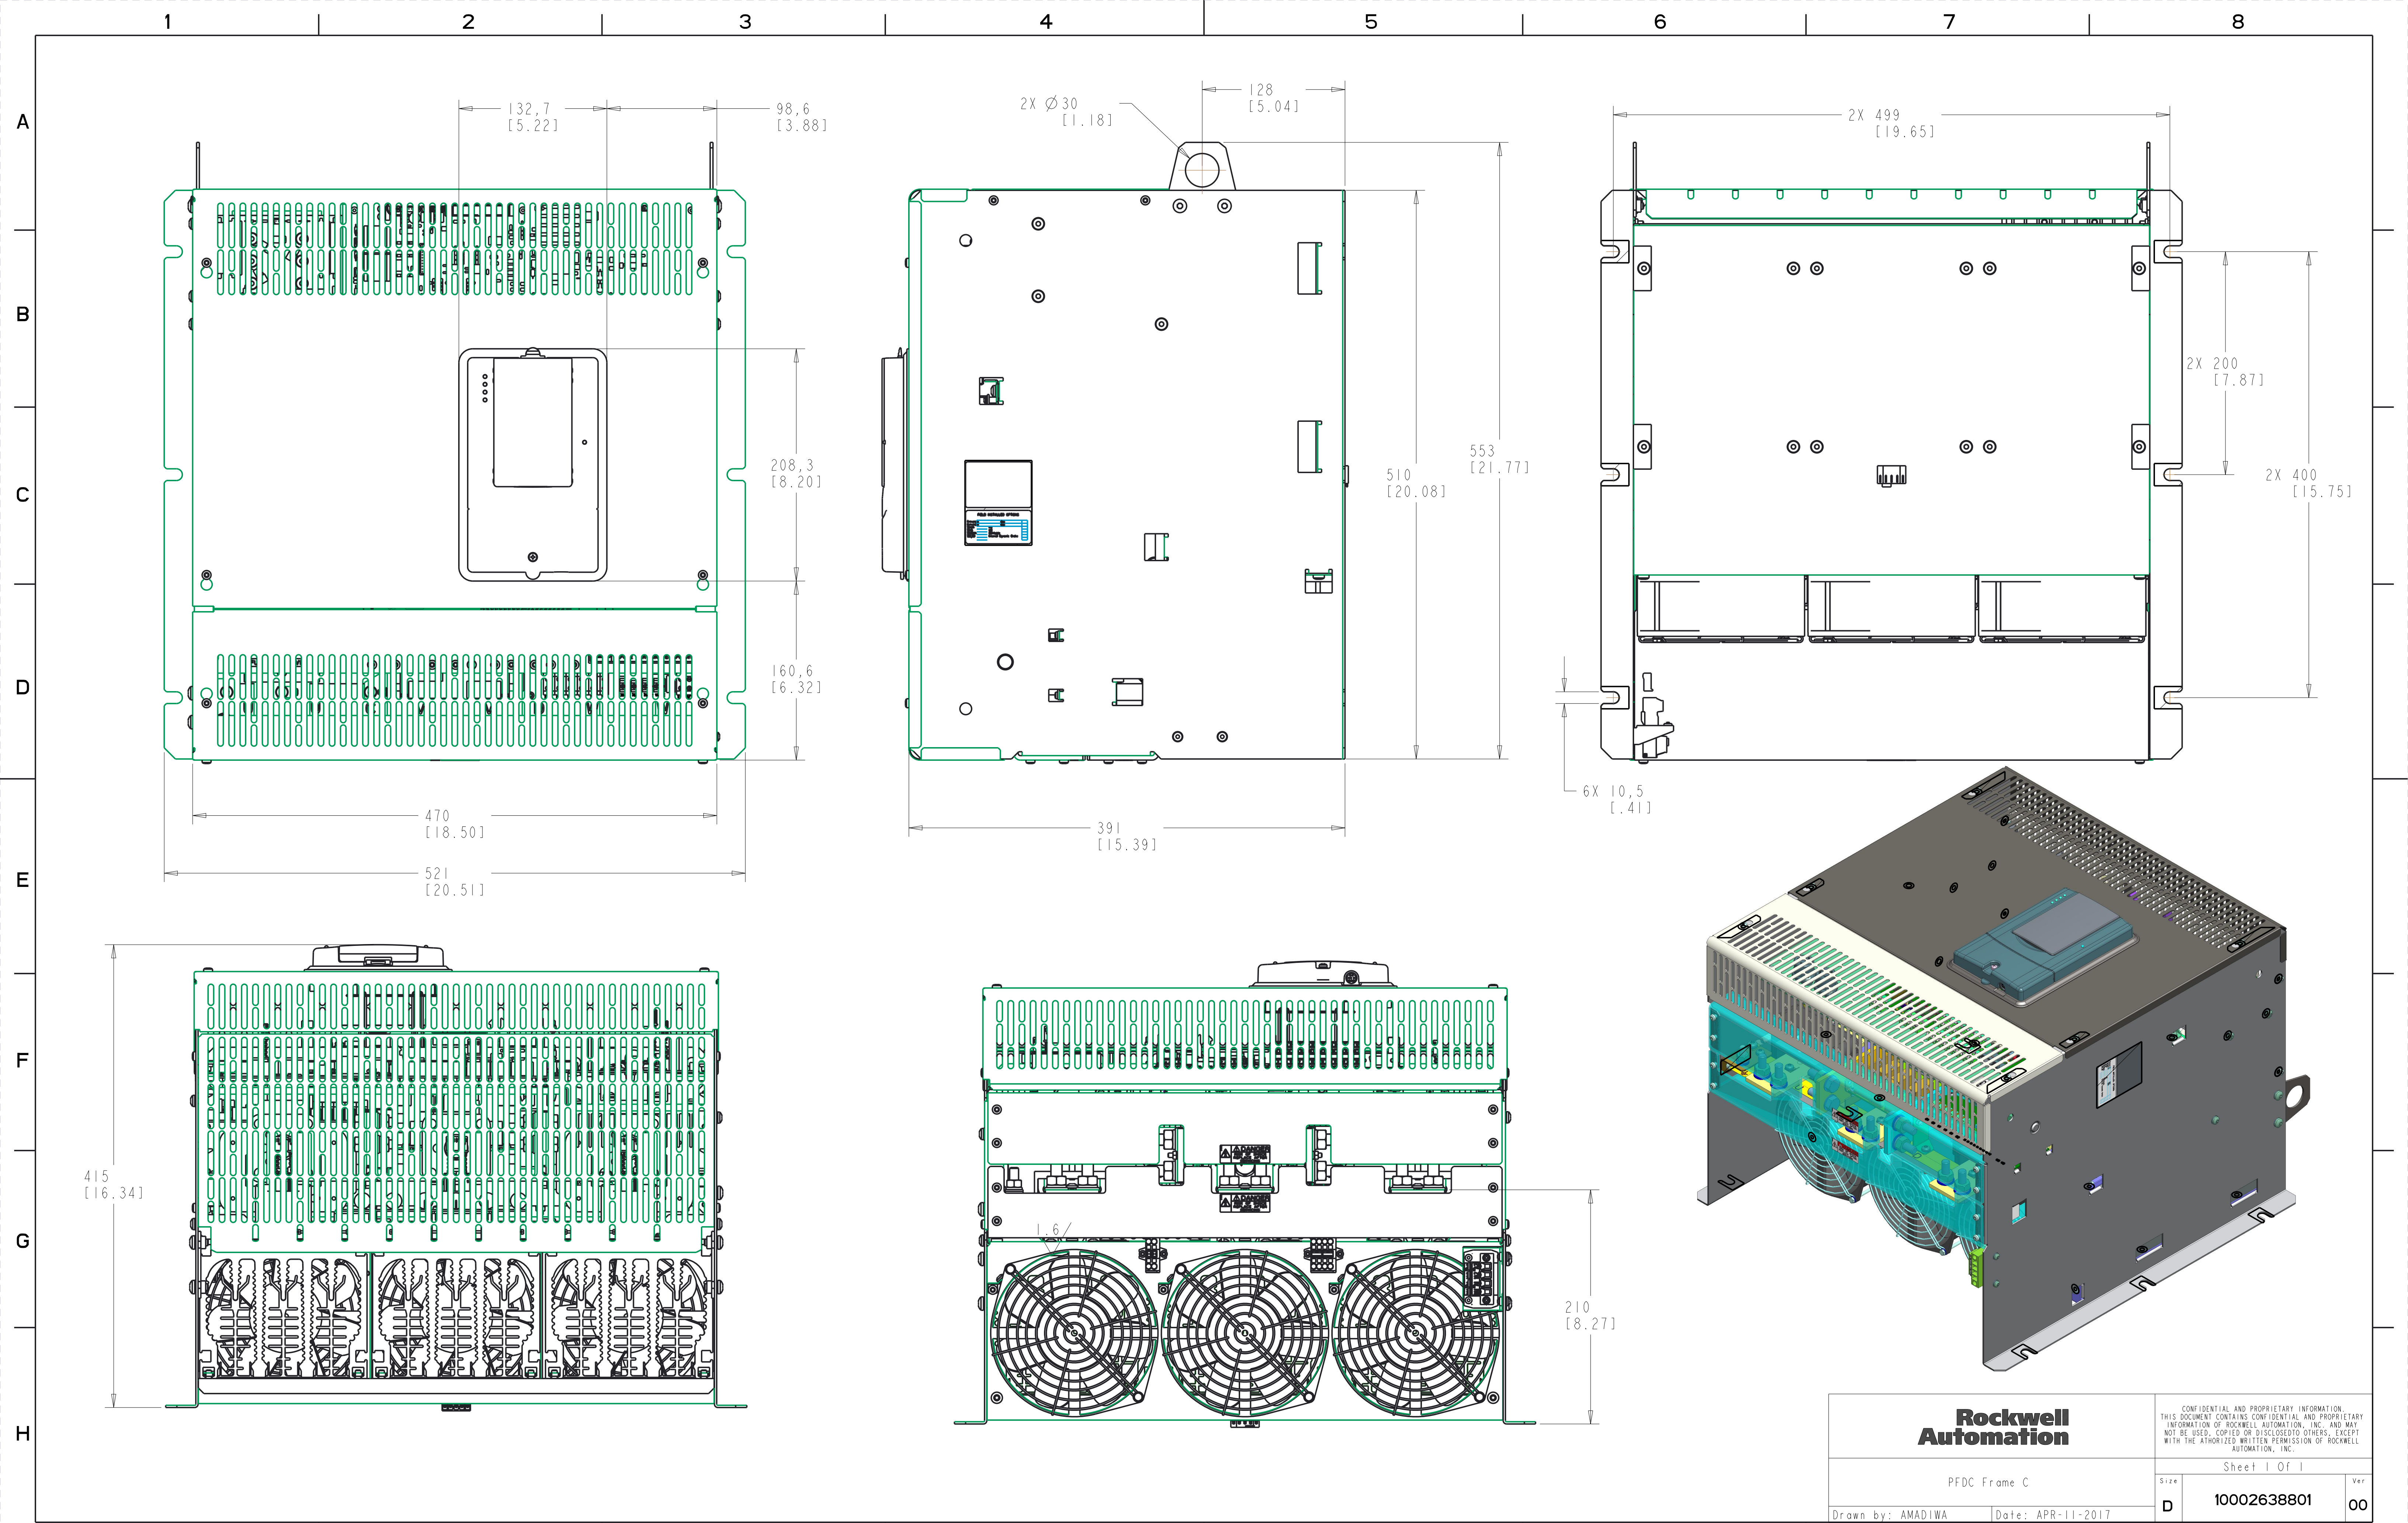 1 2 3 4 5 6 7 8
A
B
C
D
E
F
G
H
132,7
[5.22]
98,6
[3.88]
208,3
[8.20]
160,6
[6.32]
470
[18.50]
521
[20.51]
2X Ø30
[1.18]
128
[5.04]
553
[21.77]
510
[20.08]
FIELD INSTALLED OPTIONS
391
[15.39]
2X 499
[19.65]
2X 200
[7.87]
2X 400
[15.75]
6X 10,5
[.41]
415
[16.34]
DANGER
DANGER
1.6/
210
[8.27]
Rockwell
Automation
CONFIDENTIAL AND PROPRIETARY INFORMATION.
THIS DOCUMENT CONTAINS CONFIDENTIAL AND PROPRIETARY
INFORMATION OF ROCKWELL AUTOMATION, INC. AND MAY
NOT BE USED, COPIED OR DISCLOSEDTO OTHERS, EXCEPT
WITH THE ATHORIZED WRITTEN PERMISSION OF ROCKWELL
AUTOMATION, INC.
Sheet 1 Of 1
PFDC Frame C
Size
D
10002638801
Ver
00
Drawn by: AMADIWA
Date: APR-11-2017